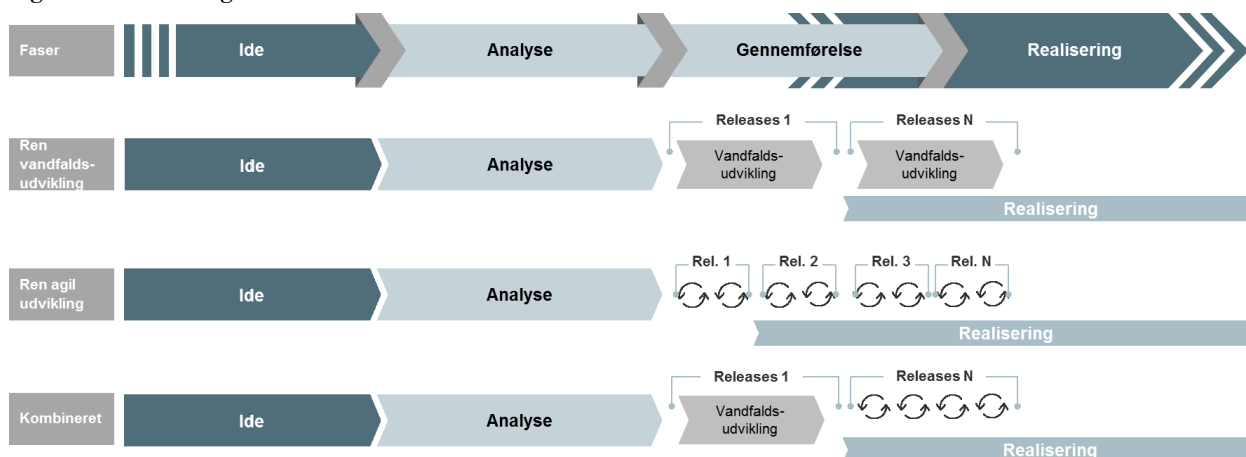 Faser
Ide
Analyse
Gennemførelse
Realisering
Ren
vandfalds-
udvikling
Ide
Analyse
Releases 1
Vandfalds-
udvikling
Releases N
Vandfalds-
udvikling
Realisering
Ren agil
udvikling
Ide
Analyse
Rel. 1
Rel. 2
Rel. 3
Rel. N
Realisering
Kombineret
Ide
Analyse
Releases 1
Vandfalds-
udvikling
Releases N
Realisering